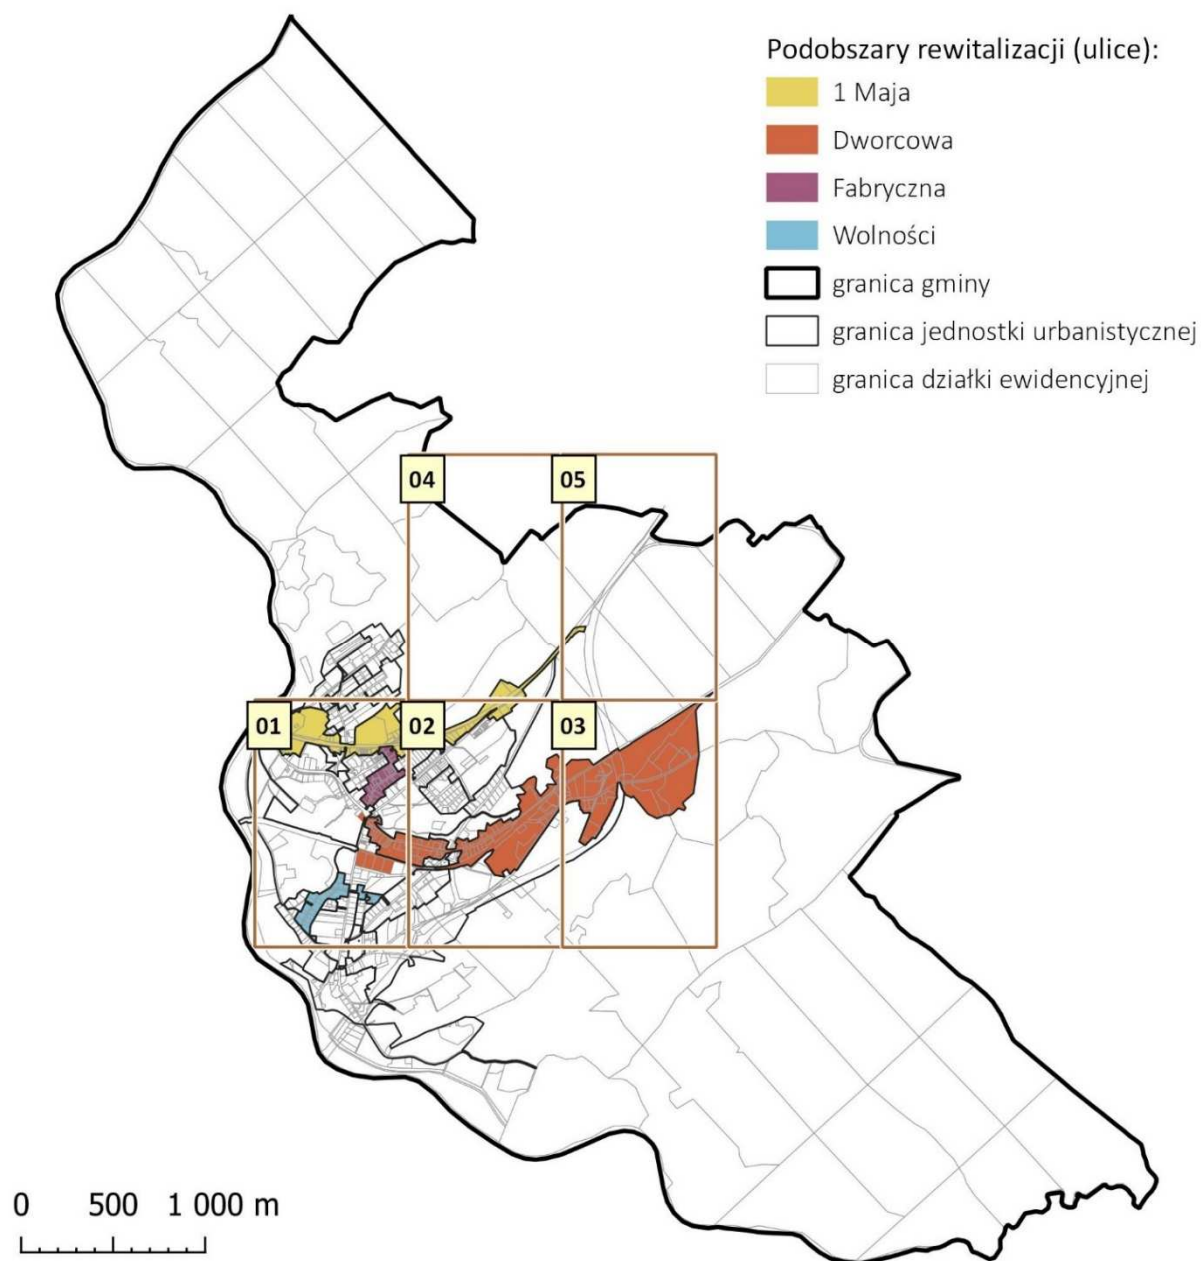 Podobszary rewitalizacji (ulice):
1 Maja
Dworcowa
Fabryczna
Wolności
granica gminy
granica jednostki urbanistycznej
granica działki ewidencyjnej
04
05
01
02
03
0 500 1 000 m